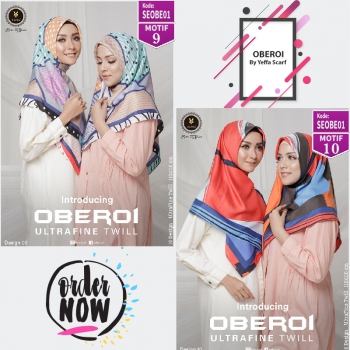 Kode:
SEOBE01
MOTIF
9
Introducing
OBEROI
ULTRAFINE TWILL
OBEROI
By Yeffa Scarf
Kode:
SEOBE01
MOTIF
10
Introducing
OBEROI
ULTRAFINE TWILL
order
NOW